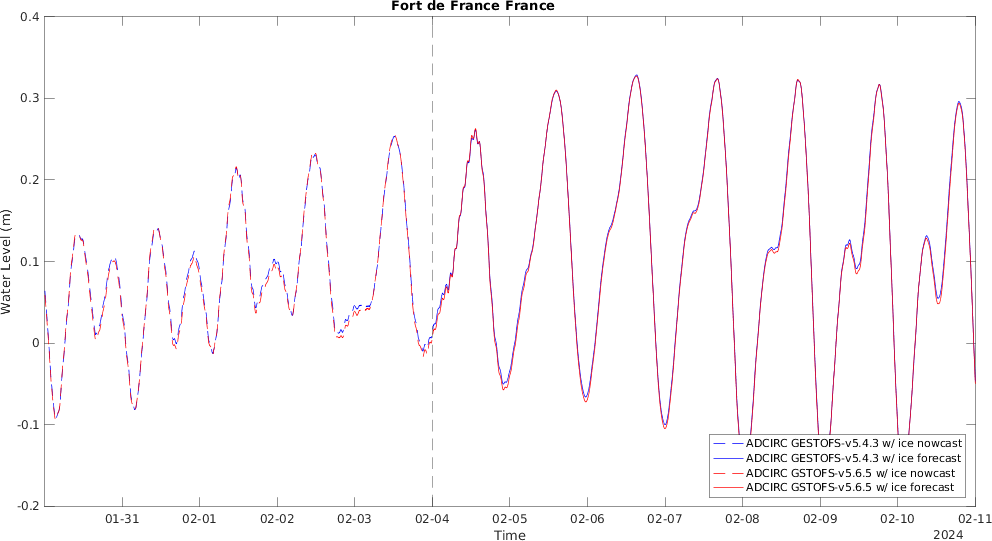 Fort de France France
0.4
0.3
0.2
0.1
0
-0.1
-0.2
Water Level (m)
01-31
02-01
02-02
02-03
02-04
02-05
02-06
02-07
02-08
02-09
02-10
02-11
Time
2024
ADCIRC GESTOFS-v5.4.3 w/ ice nowcast
ADCIRC GESTOFS-v5.4.3 w/ ice forecast
ADCIRC GSTOFS-v5.6.5 w/ ice nowcast
ADCIRC GSTOFS-v5.6.5 w/ ice forecast